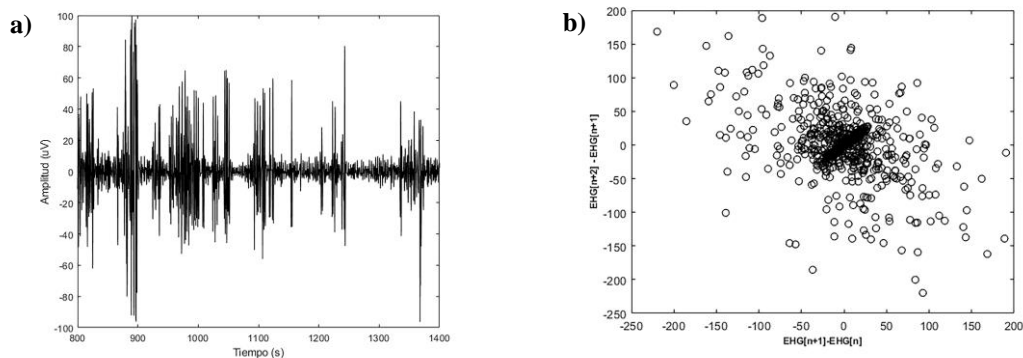 a)
100
80
60
40
20
0
-20
-40
-60
-80
-100
Amplitud (uV)
800 900 1000 1100 1200 1300 1400
Tiempo (s)
b)
200
150
100
50
0
-50
-100
-150
-200
-250
EHG[n+2] - EHG[n+1]
-250 -200 -150 -100 -50 0 50 100 150 200
EHG[n+1]-EHG[n]